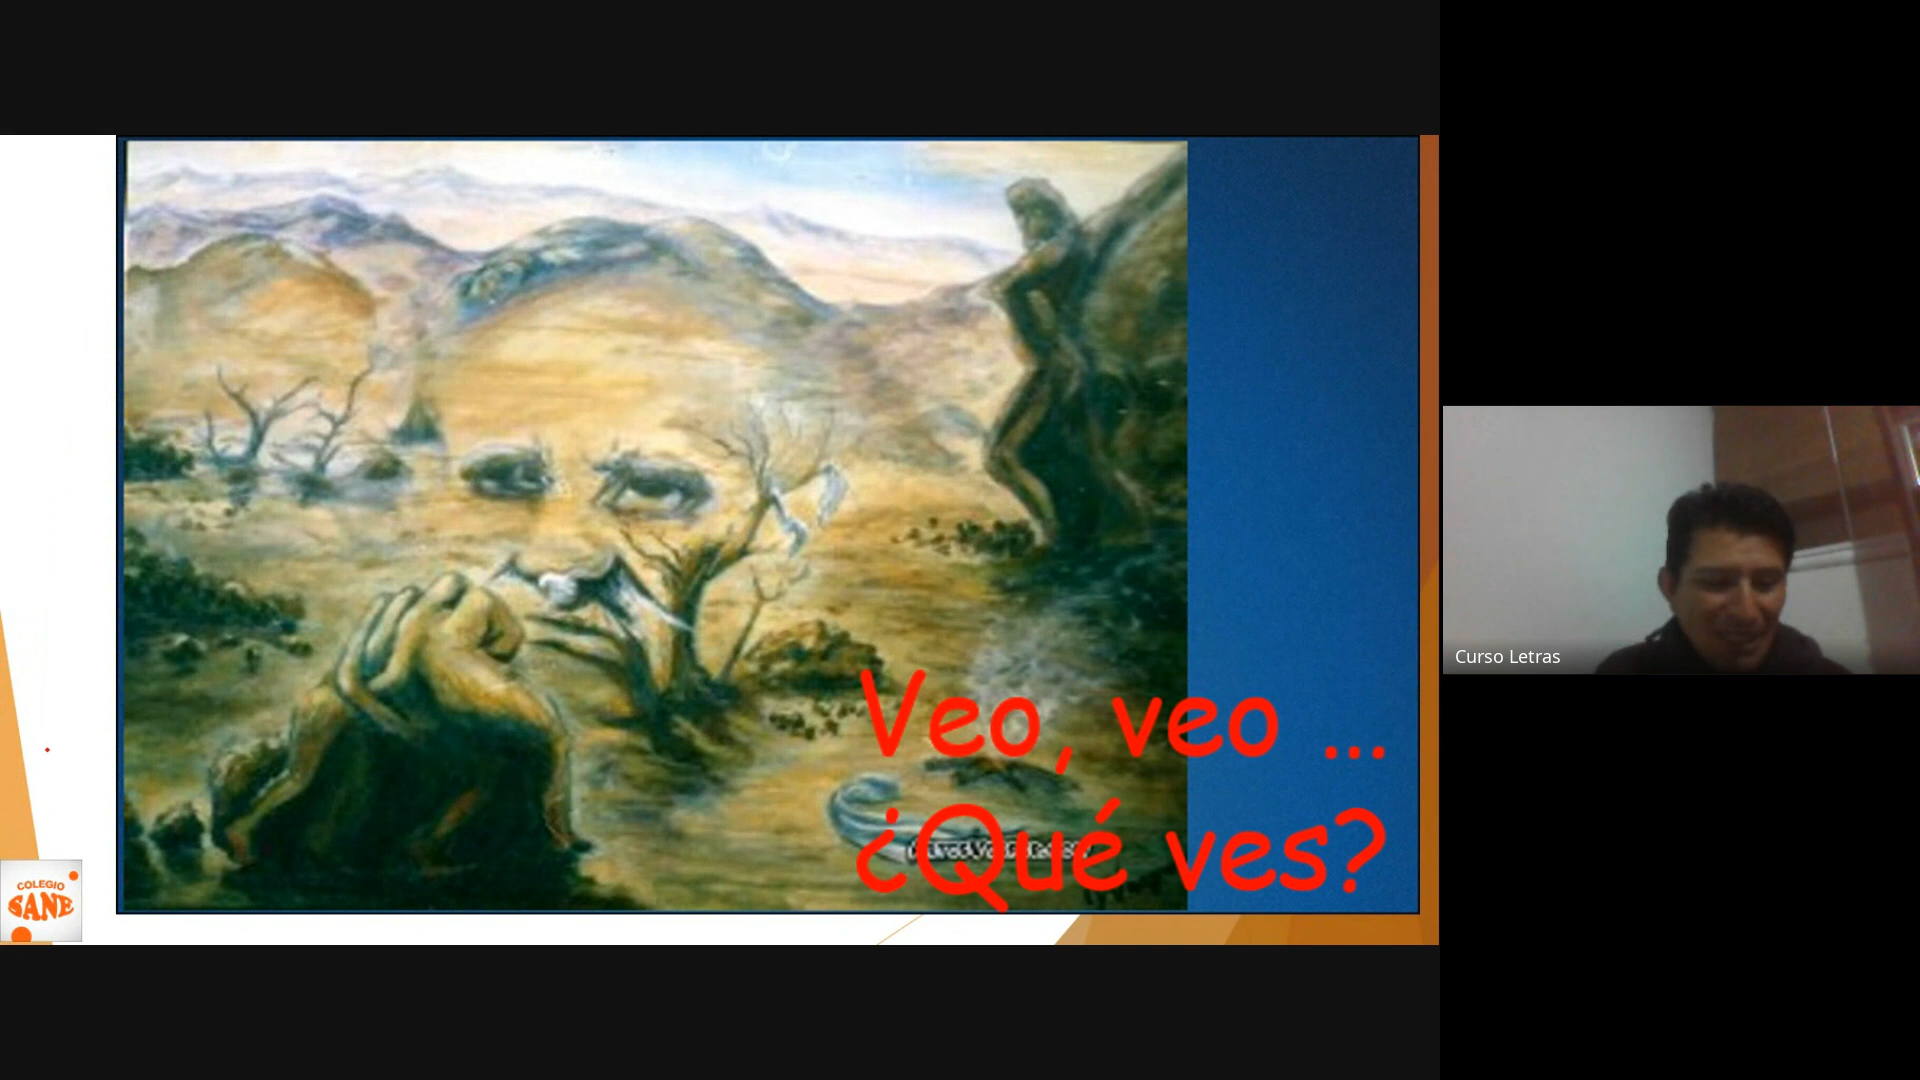 Veo, veo ...
¿Qué ves?
COLEGIO
SANE
Curso Letras